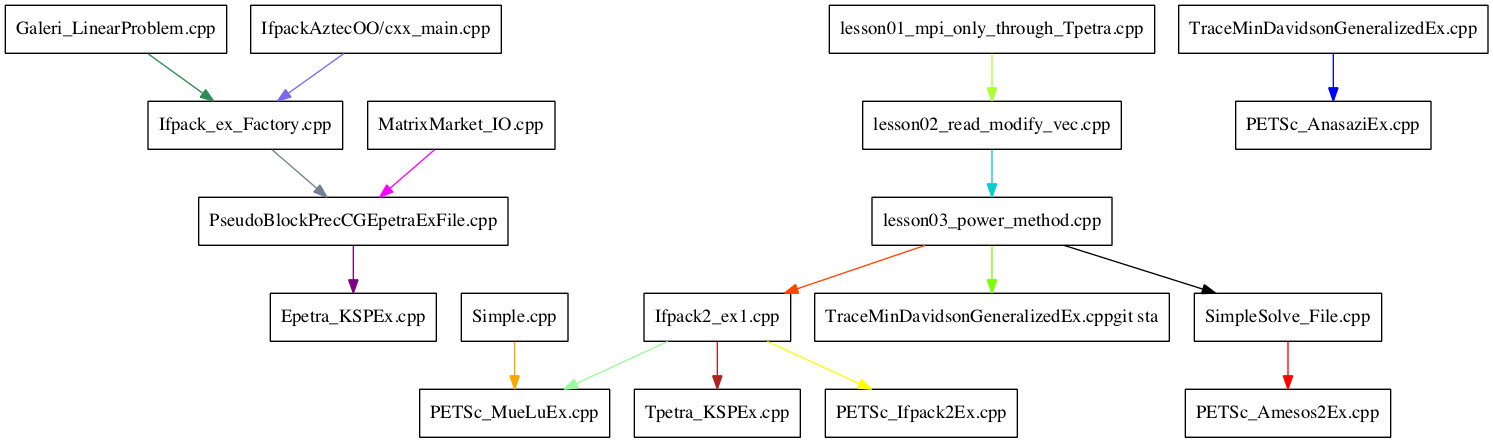 Galeri_LinearProblem.cpp
IfpackAztecOO/cxx_main.cpp
lesson01_mpi_only_through_Tpetra.cpp
TraceMinDavidsonGeneralizedEx.cpp
Ifpack_ex_Factory.cpp
MatrixMarket_IO.cpp
lesson02_read_modify_vec.cpp
PETSc_AnasaziEx.cpp
PseudoBlockPrecCGEpetraExFile.cpp
lesson03_power_method.cpp
Epetra_KSPEx.cpp
Simple.cpp
Ifpack2_ex1.cpp
TraceMinDavidsonGeneralizedEx.cppgit sta
SimpleSolve_File.cpp
PETSc_MueLuEx.cpp
Tpetra_KSPEx.cpp
PETSc_Ifpack2Ex.cpp
PETSc_Amesos2Ex.cpp